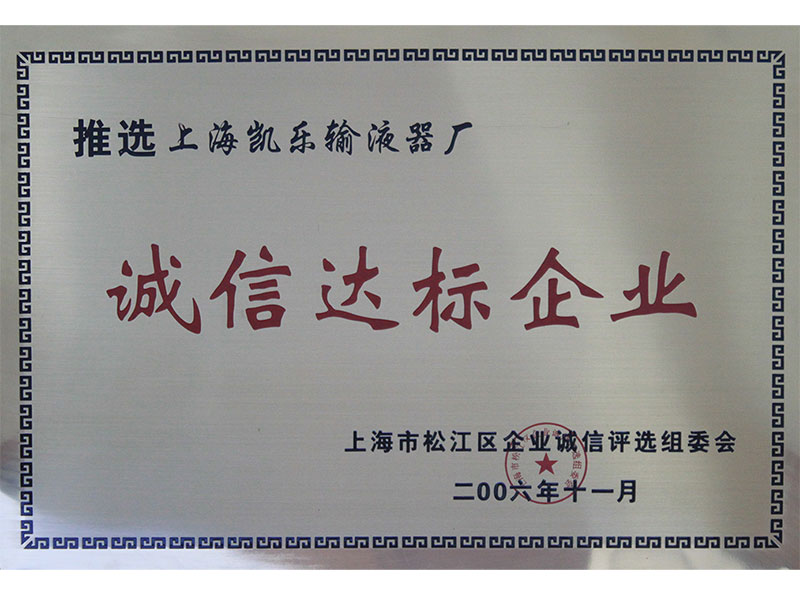 推选上海凯乐输液器厂
诚信达标企业
上海市松江区企业诚信评选组委会
二00六年十一月